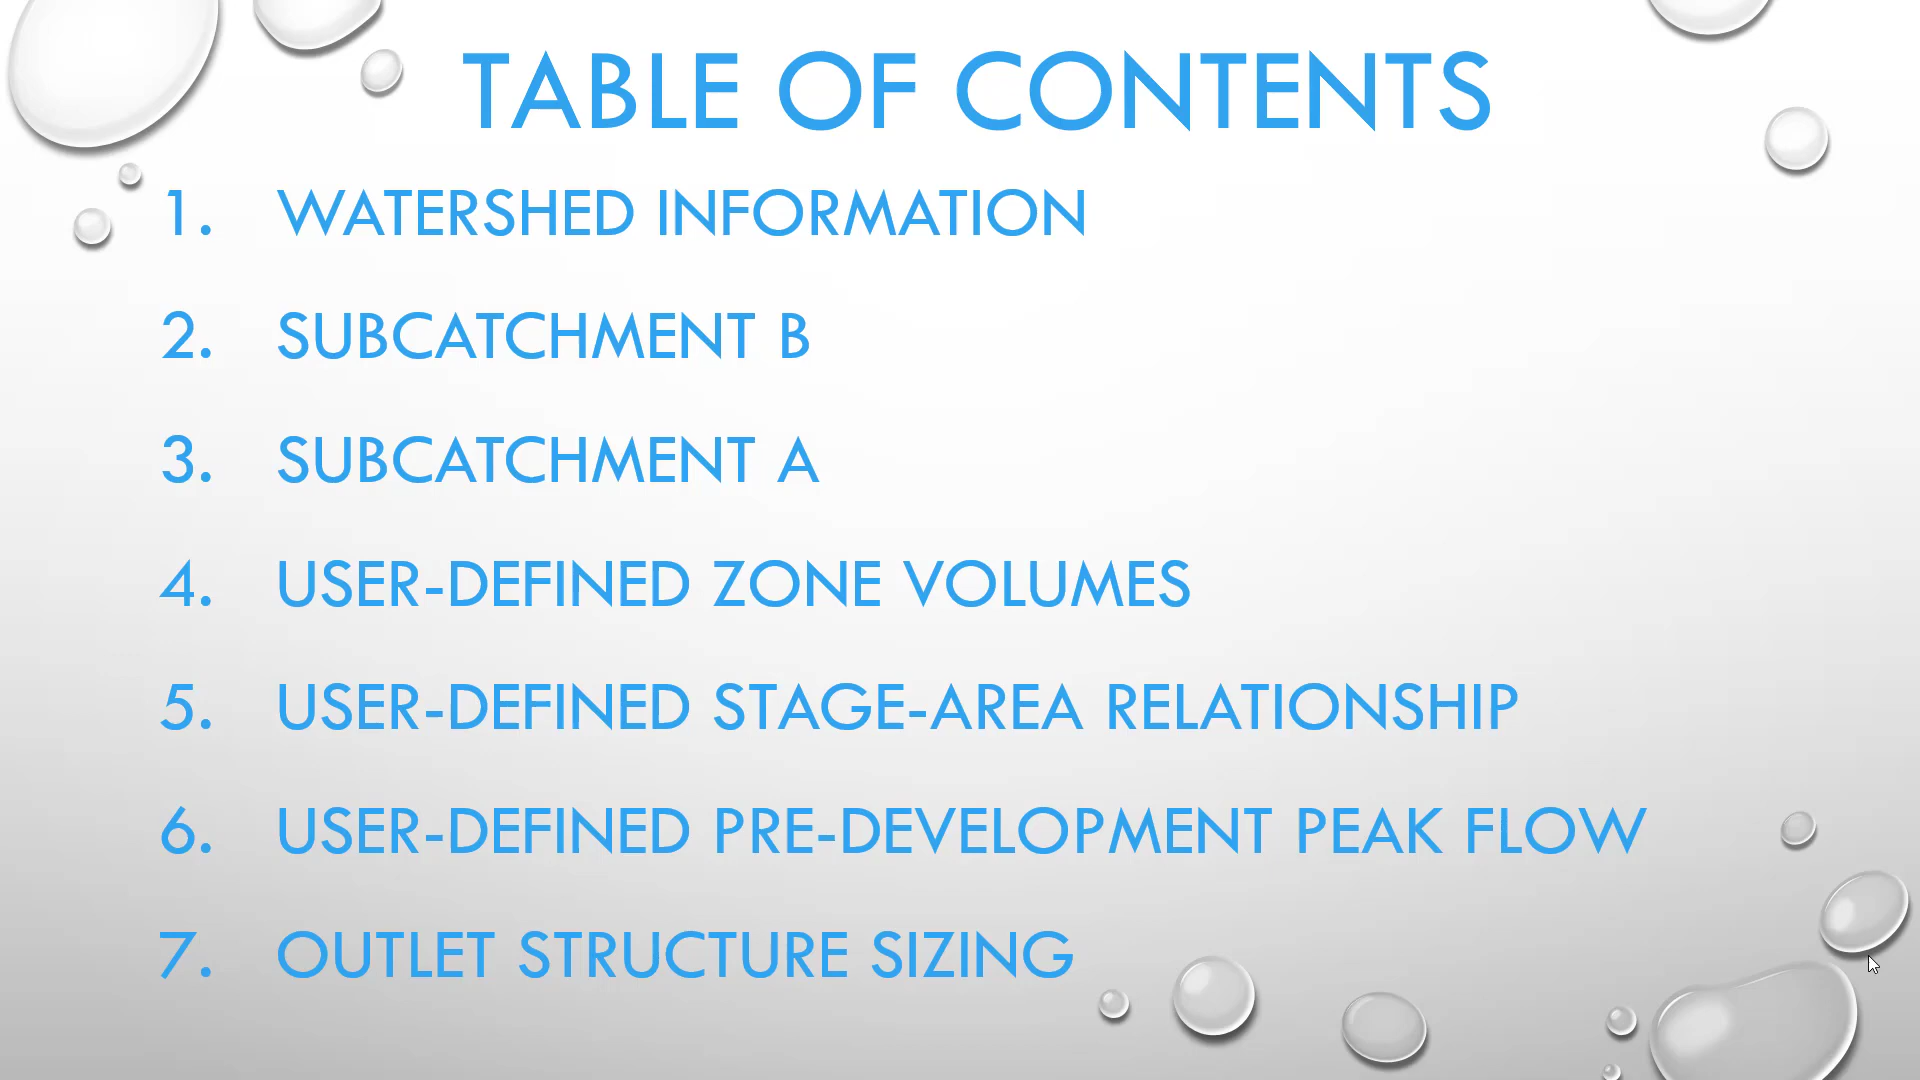 TABLE OF CONTENTS
1. WATERSHED INFORMATION
2. SUBCATCHMENT B
3. SUBCATCHMENT A
4. USER-DEFINED ZONE VOLUMES
5. USER-DEFINED STAGE-AREA RELATIONSHIP
6. USER-DEFINED PRE-DEVELOPMENT PEAK FLOW
7. OUTLET STRUCTURE SIZING